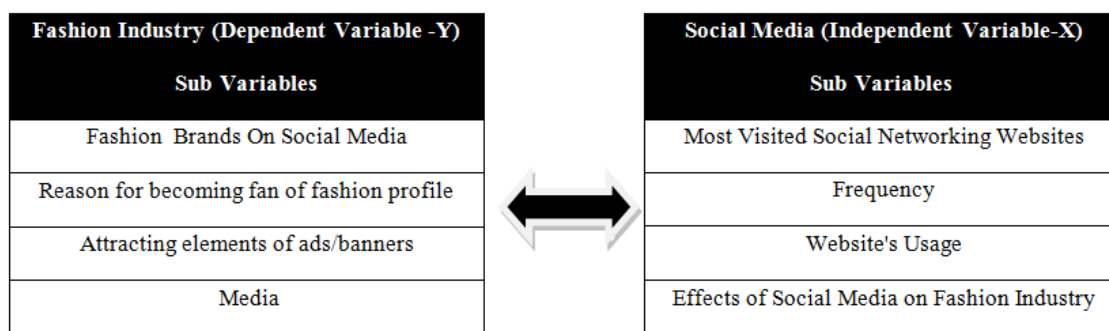 Fashion Industry (Dependent Variable -Y)
Sub Variables
Fashion Brands On Social Media
Reason for becoming fan of fashion profile
Attracting elements of ads/banners
Media
Social Media (Independent Variable-X)
Sub Variables
Most Visited Social Networking Websites
Frequency
Website's Usage
Effects of Social Media on Fashion Industry